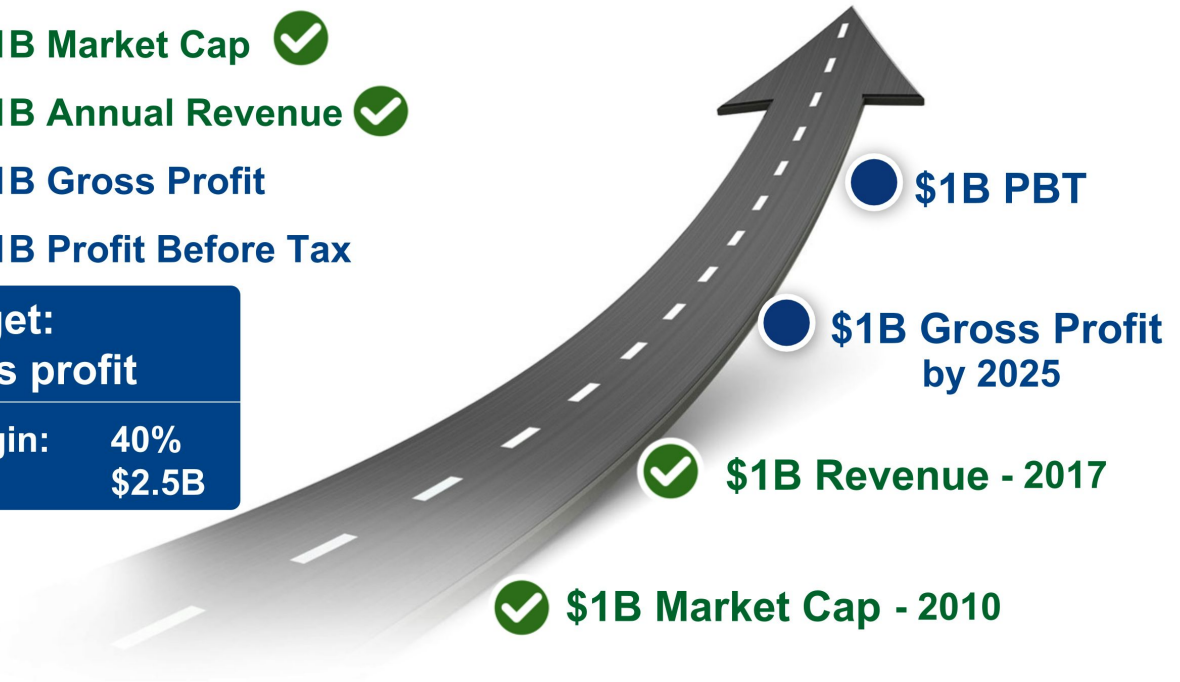 1B Market Cap
1B Annual Revenue
1B Gross Profit
1B Profit Before Tax
get:
s profit
gin: 40%
$2.5B
$1B PBT
$1B Gross Profit
by 2025
$1B Revenue - 2017
$1B Market Cap - 2010